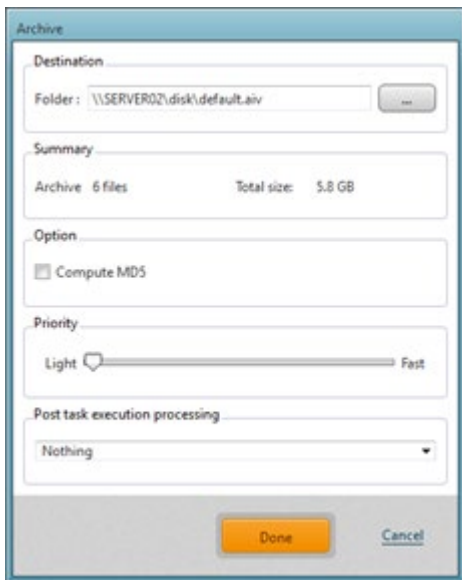 Archive
Destination
Folder: \\SERVER02\disk\default.aiv ...
Summary
Archive 6 files Total size: 5.8 GB
Option
Compute MD5
Priority
Light Fast
Post task execution processing
Nothing
Done Cancel